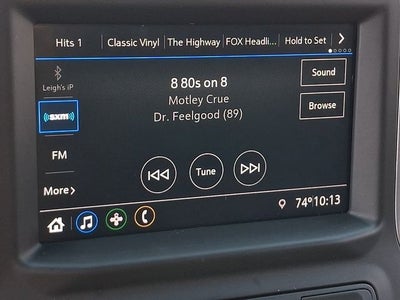 Hits 1 Classic Vinyl The Highway FOX Headli... Hold to Set
Leigh's iP
8 80s on 8
Sound
Motley Crue
((sxm))
Browse
Dr. Feelgood (89)
FM
Tune
More
74° 10:13